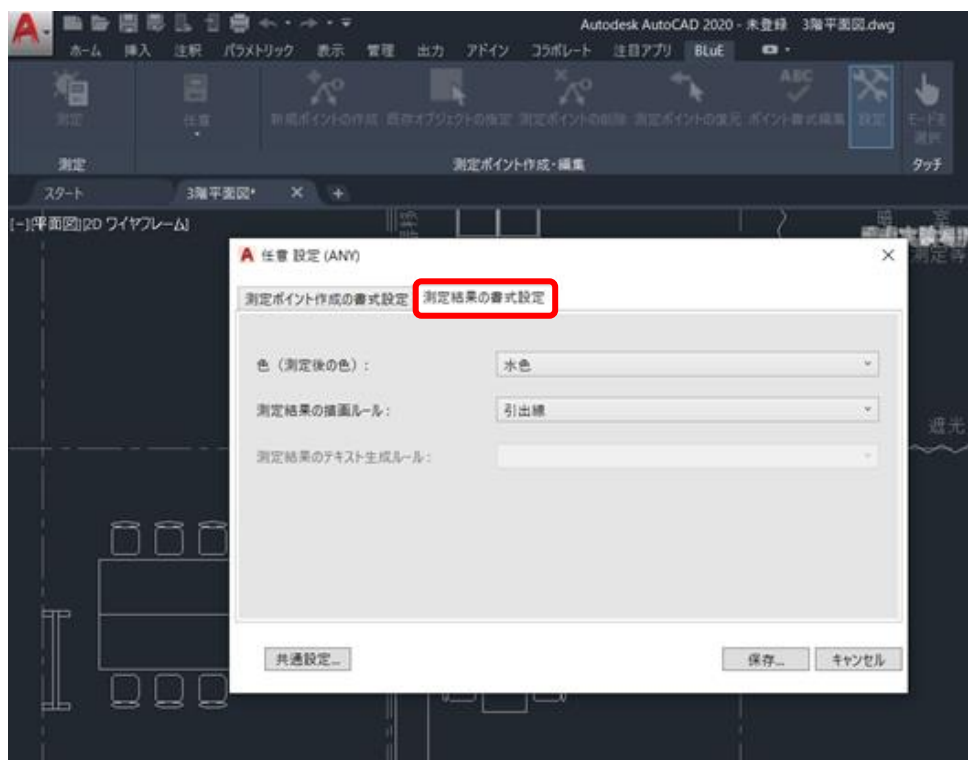 Autodesk AutoCAD 2020 - 未登録 3階平面図.dwg
ホーム 挿入 注釈 パラメトリック 表示 管理 出力 アドイン コラボレート 注目アプリ BLuE
測定 任意 新規ポイントの作成 既存オブジェクトの指定 測定ポイントの削除 測定ポイントの復元 ABC ポイント書式編集 設定 モードを
選択
測定 測定ポイント作成・編集 タッチ
スタート 3階平面図* × +
[-][平面図][2D ワイヤフレーム]
任意 設定 (ANY)
測定ポイント作成の書式設定 測定結果の書式設定
色（測定後の色）: 水色
測定結果の描画ルール: 引出線
測定結果のテキスト生成ルール:
遮光
共通設定... 保存... キャンセル